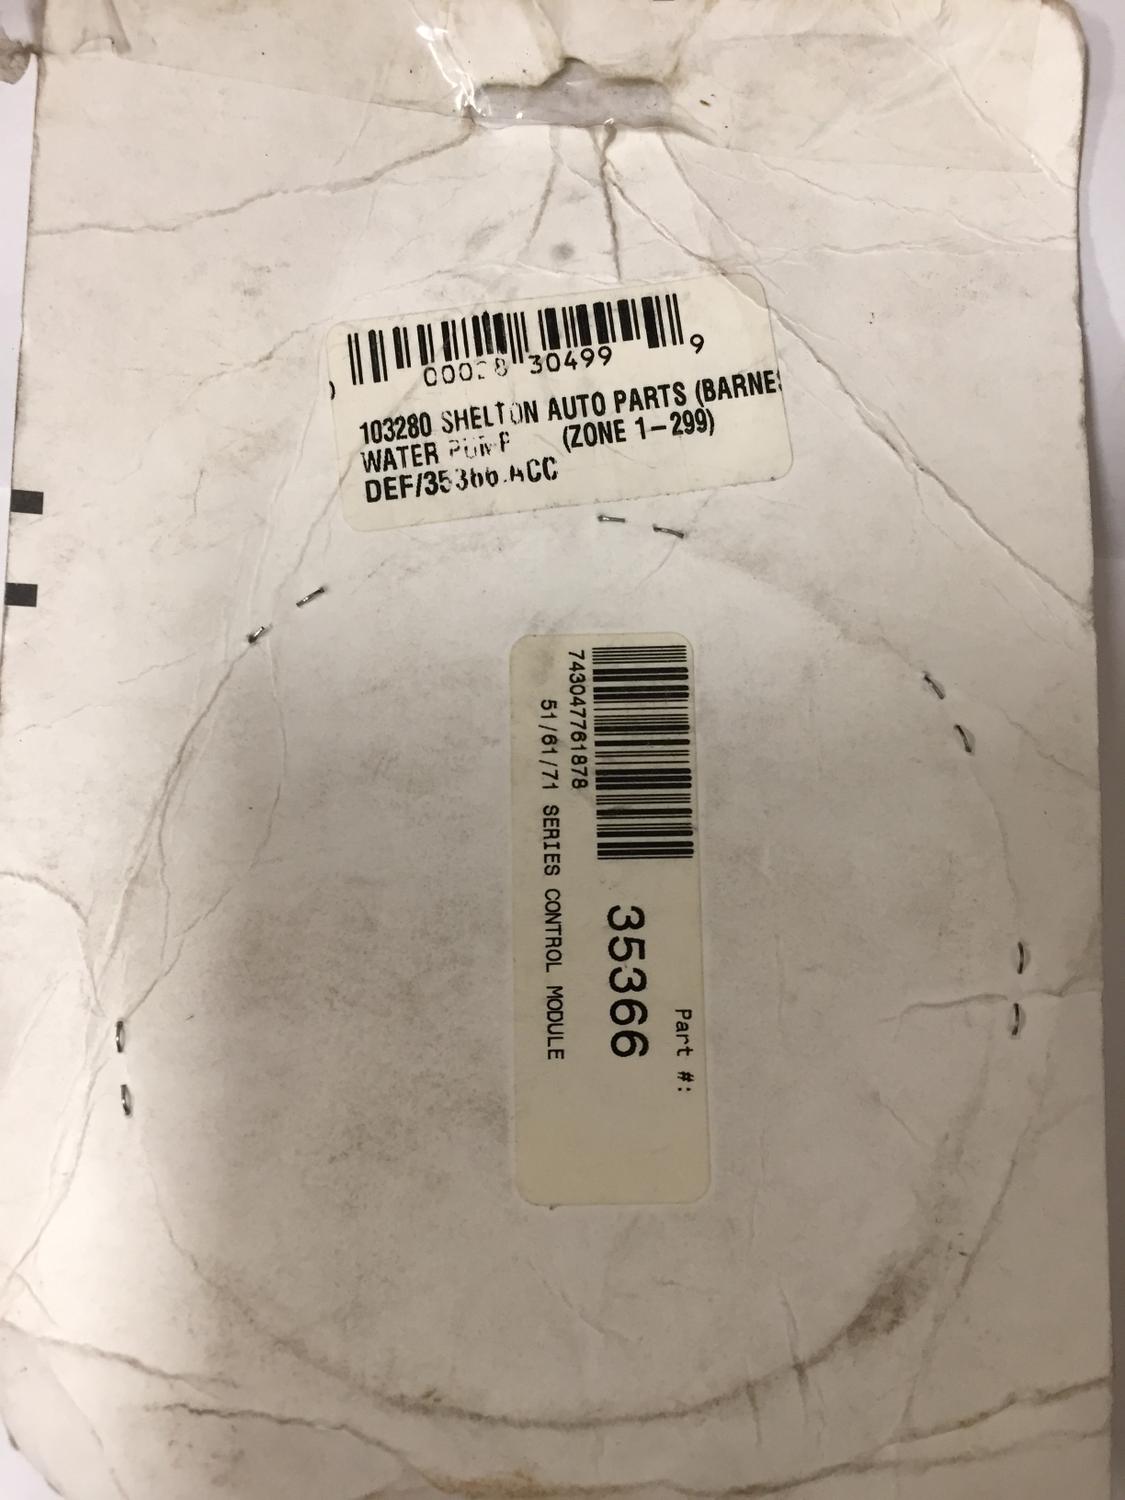 30499 9
103280 SHELTON AUTO PARTS (BARNES
WATER PUMP (ZONE 1-299)
DEF/35366.ACC
Part #:
35366
743047761878
51/61/71 SERIES CONTROL MODULE